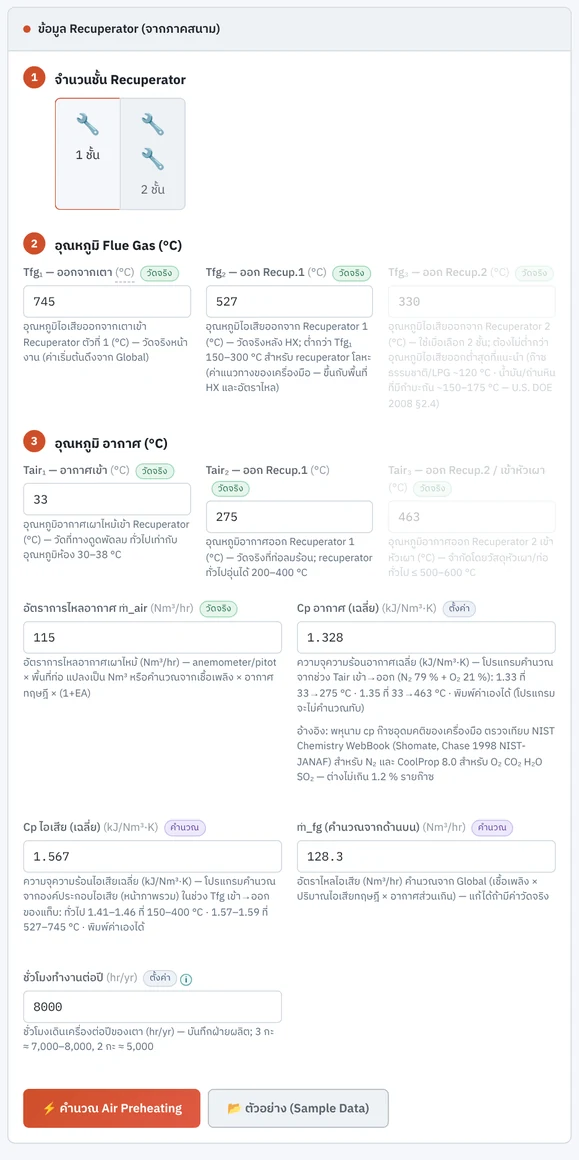 ข้อมูล Recuperator (จากภาคสนาม)
1 จำนวนชั้น Recuperator
1 ชั้น
2 ชั้น
2 อุณหภูมิ Flue Gas (°C)
Tfg₁ — ออกจากเตา (°C) วัดจริง
745
อุณหภูมิไอเสียออกจากเตาเข้า
Recuperator ตัวที่ 1 (°C) — วัดจริงหน้า
งาน (ค่าเริ่มต้นดึงจาก Global)
Tfg₂ — ออก Recup.1 (°C) วัดจริง
527
อุณหภูมิไอเสียออกจาก Recuperator 1
(°C) — วัดจริงหลัง HX; ต่ำกว่า Tfg₁
150–300 °C สำหรับ recuperator โลหะ
(ค่าแนวทางของเครื่องมือ — ขึ้นกับพื้นที่
HX และอัตราไหล)
Tfg₃ — ออก Recup.2 (°C) วัดจริง
330
อุณหภูมิไอเสียออกจาก Recuperator 2
(°C) — ใช้เมื่อเลือก 2 ชั้น; ต้องไม่ต่ำกว่า
อุณหภูมิไอเสียออกต่ำสุดที่แนะนำ (ก๊าซ
ธรรมชาติ/LPG ~120 °C · น้ำมัน/ถ่านหิน
ที่มีกำมะถัน ~150–175 °C — U.S. DOE
2008 §2.4)
3 อุณหภูมิ อากาศ (°C)
Tair₁ — อากาศเข้า (°C) วัดจริง
33
อุณหภูมิอากาศเผาไหม้เข้า Recuperator
(°C) — วัดที่ทางดูดพัดลม ทั่วไปเท่ากับ
อุณหภูมิห้อง 30–38 °C
Tair₂ — ออก Recup.1 (°C)
วัดจริง
275
อุณหภูมิอากาศออก Recuperator 1
(°C) — วัดจริงที่ท่อลมร้อน; recuperator
ทั่วไปอุ่นได้ 200–400 °C
Tair₃ — ออก Recup.2 / เข้าหัวเผา
(°C) วัดจริง
463
อุณหภูมิอากาศออก Recuperator 2 เข้า
หัวเผา (°C) — จำกัดโดยวัสดุหัวเผา/ท่อ
ทั่วไป ≤ 500–600 °C
อัตราการไหลอากาศ ṁ_air (Nm³/hr) วัดจริง
115
อัตราการไหลอากาศเผาไหม้ (Nm³/hr) — anemometer/pitot
× พื้นที่ท่อ แปลงเป็น Nm³ หรือคำนวณจากเชื้อเพลิง × อากาศ
ทฤษฎี × (1+EA)
Cp อากาศ (เฉลี่ย) (kJ/Nm³·K) ตั้งค่า
1.328
ความจุความร้อนอากาศเฉลี่ย (kJ/Nm³·K) — โปรแกรมคำนวณ
จากช่วง Tair เข้า→ออก (N₂ 79 % + O₂ 21 %): 1.33 ที่
33→275 °C · 1.35 ที่ 33→463 °C · พิมพ์ค่าเองได้ (โปรแกรม
จะไม่คำนวณทับ)
อ้างอิง: พหุนาม cp ก๊าซอุดมคติของเครื่องมือ ตรวจเทียบ NIST
Chemistry WebBook (Shomate, Chase 1998 NIST-
JANAF) สำหรับ N₂ และ CoolProp 8.0 สำหรับ O₂ CO₂ H₂O
SO₂ — ต่างไม่เกิน 1.2 % รายก๊าซ
Cp ไอเสีย (เฉลี่ย) (kJ/Nm³·K) คำนวณ
1.567
ความจุความร้อนไอเสียเฉลี่ย (kJ/Nm³·K) — โปรแกรมคำนวณ
จากองค์ประกอบไอเสีย (หน้าภาพรวม) ในช่วง Tfg เข้า→ออก
ของแท็บ: ทั่วไป 1.41–1.46 ที่ 150–400 °C · 1.57–1.59 ที่
527–745 °C · พิมพ์ค่าเองได้
ṁ_fg (คำนวณจากด้านบน) (Nm³/hr) คำนวณ
128.3
อัตราไหลไอเสีย (Nm³/hr) คำนวณจาก Global (เชื้อเพลิง ×
ปริมาณไอเสียทฤษฎี × อากาศส่วนเกิน) — แก้ได้ถ้ามีค่าวัดจริง
ชั่วโมงทำงานต่อปี (hr/yr) ตั้งค่า i
8000
ชั่วโมงเดินเครื่องต่อปีของเตา (hr/yr) — บันทึกฝ่ายผลิต; 3 กะ
≈ 7,000–8,000, 2 กะ ≈ 5,000
⚡ คำนวณ Air Preheating
📂 ตัวอย่าง (Sample Data)